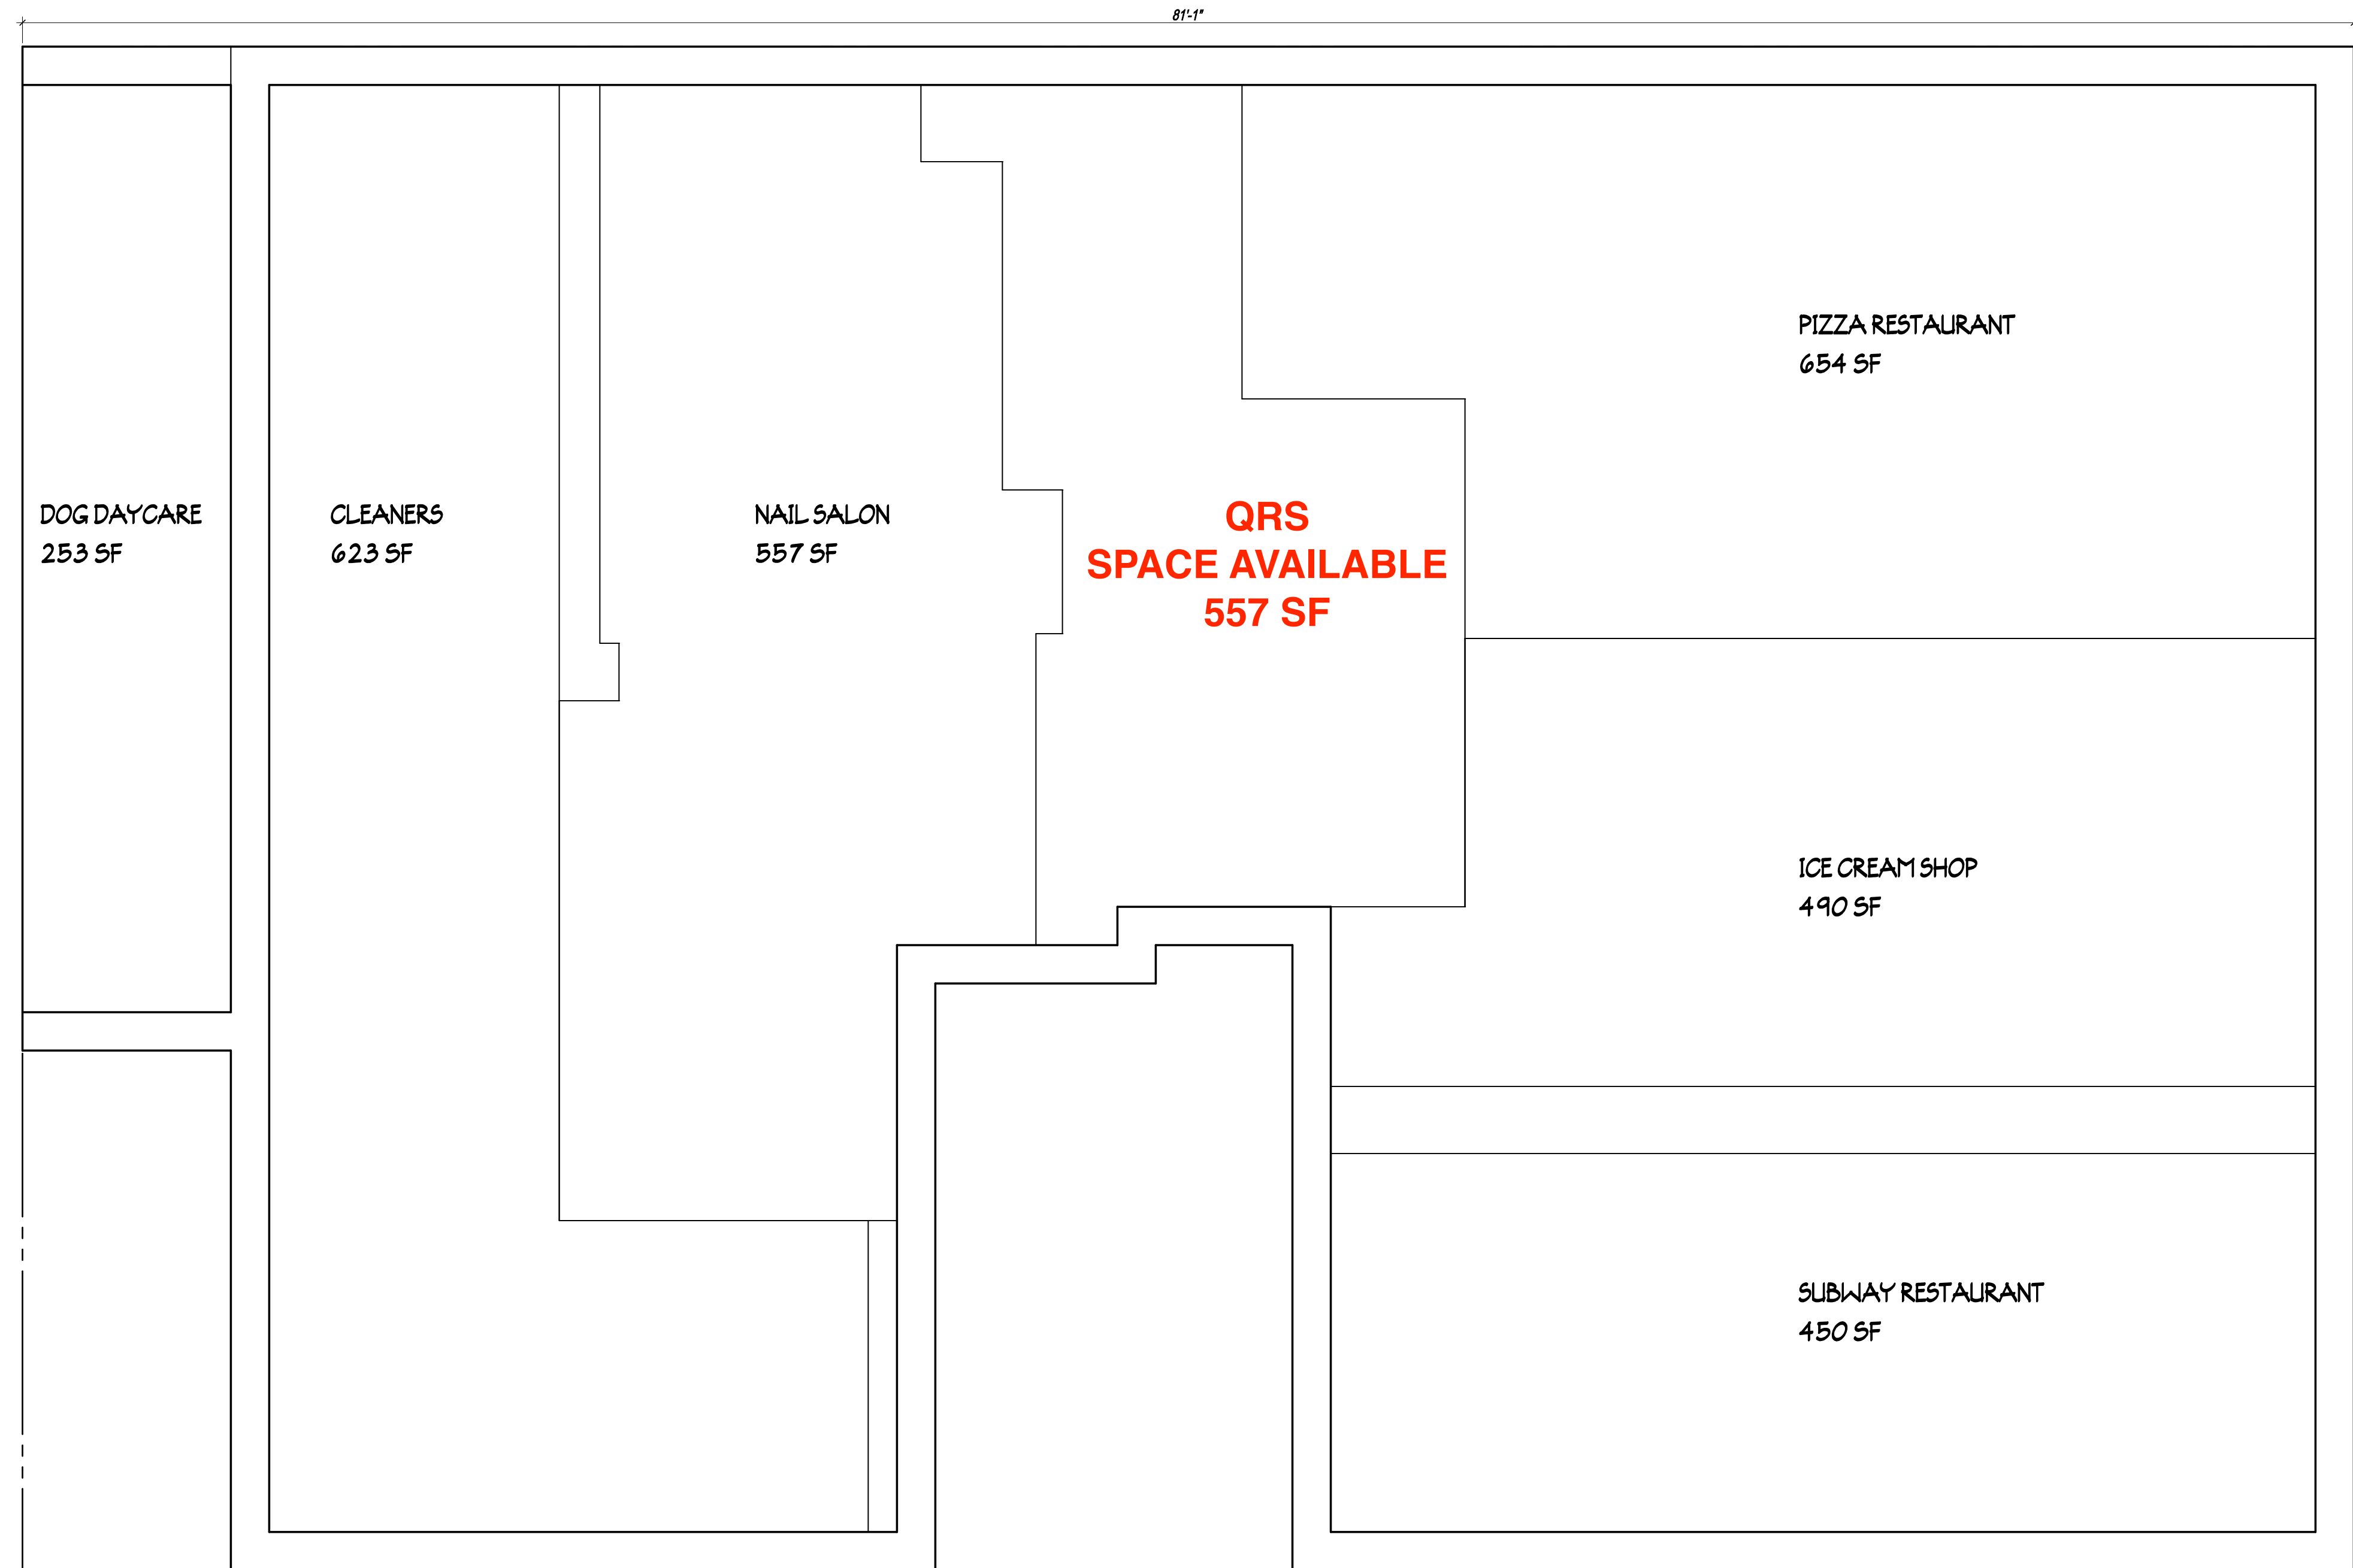 81'-1"
PIZZA RESTAURANT
654 SF
DOG DAYCARE
253 SF
CLEANERS
623 SF
NAIL SALON
557 SF
QRS
SPACE AVAlLABLE
557 SF
ICE CREAM SHOP
490 SF
SUBWAY RESTAURANT
450 SF